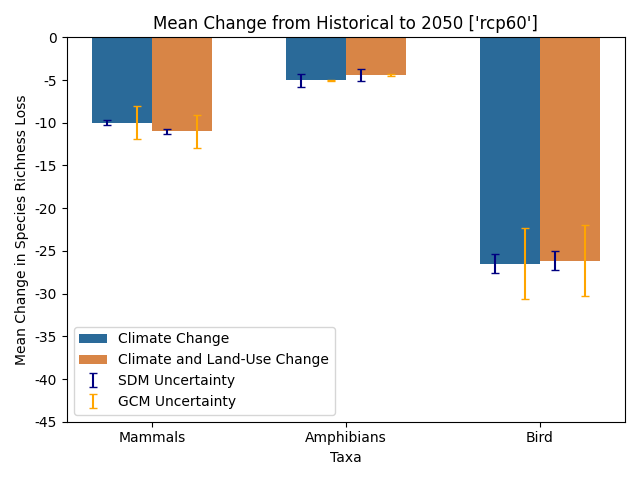 Mean Change from Historical to 2050 ['rcp60']
Mean Change in Species Richness Loss
0
-5
-10
-15
-20
-25
-30
-35
-40
-45
Climate Change
Climate and Land-Use Change
SDM Uncertainty
GCM Uncertainty
Mammals
Amphibians
Bird
Taxa